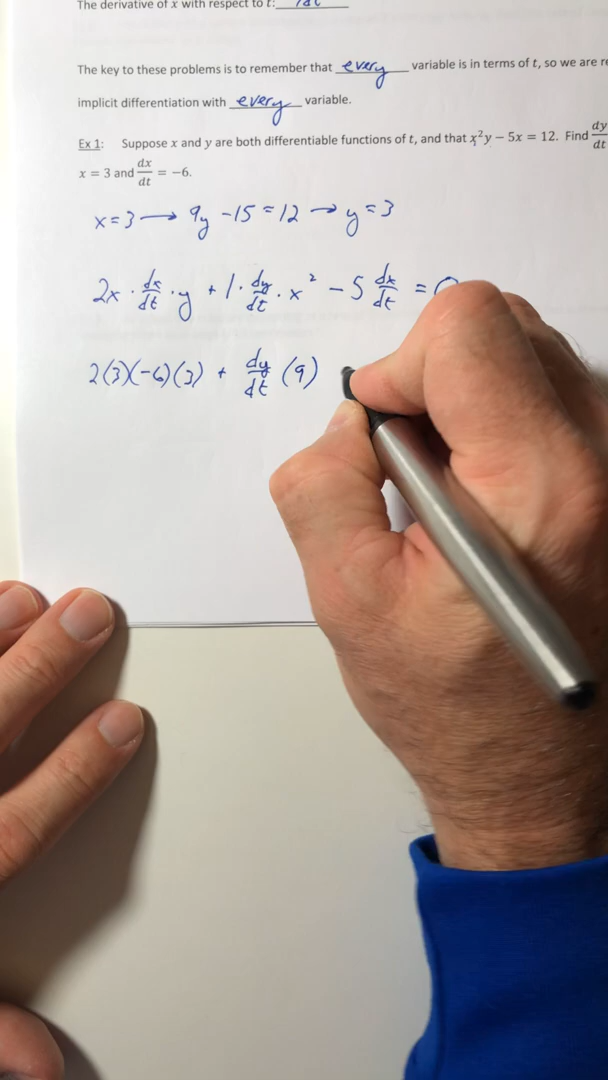 The derivative of x with respect to t:
The key to these problems is to remember that every variable is in terms of t, so we are
implicit differentiation with every variable.
Ex 1: Suppose x and y are both differentiable functions of t, and that x²y − 5x = 12. Find dy/dt
x = 3 and dx/dt = −6.
x=3 → 9y −15 = 12 → y = 3
2x · dx/dt · y + 1 · dy/dt · x² − 5 dx/dt =
2(3)(−6)(3) + dy/dt (9)